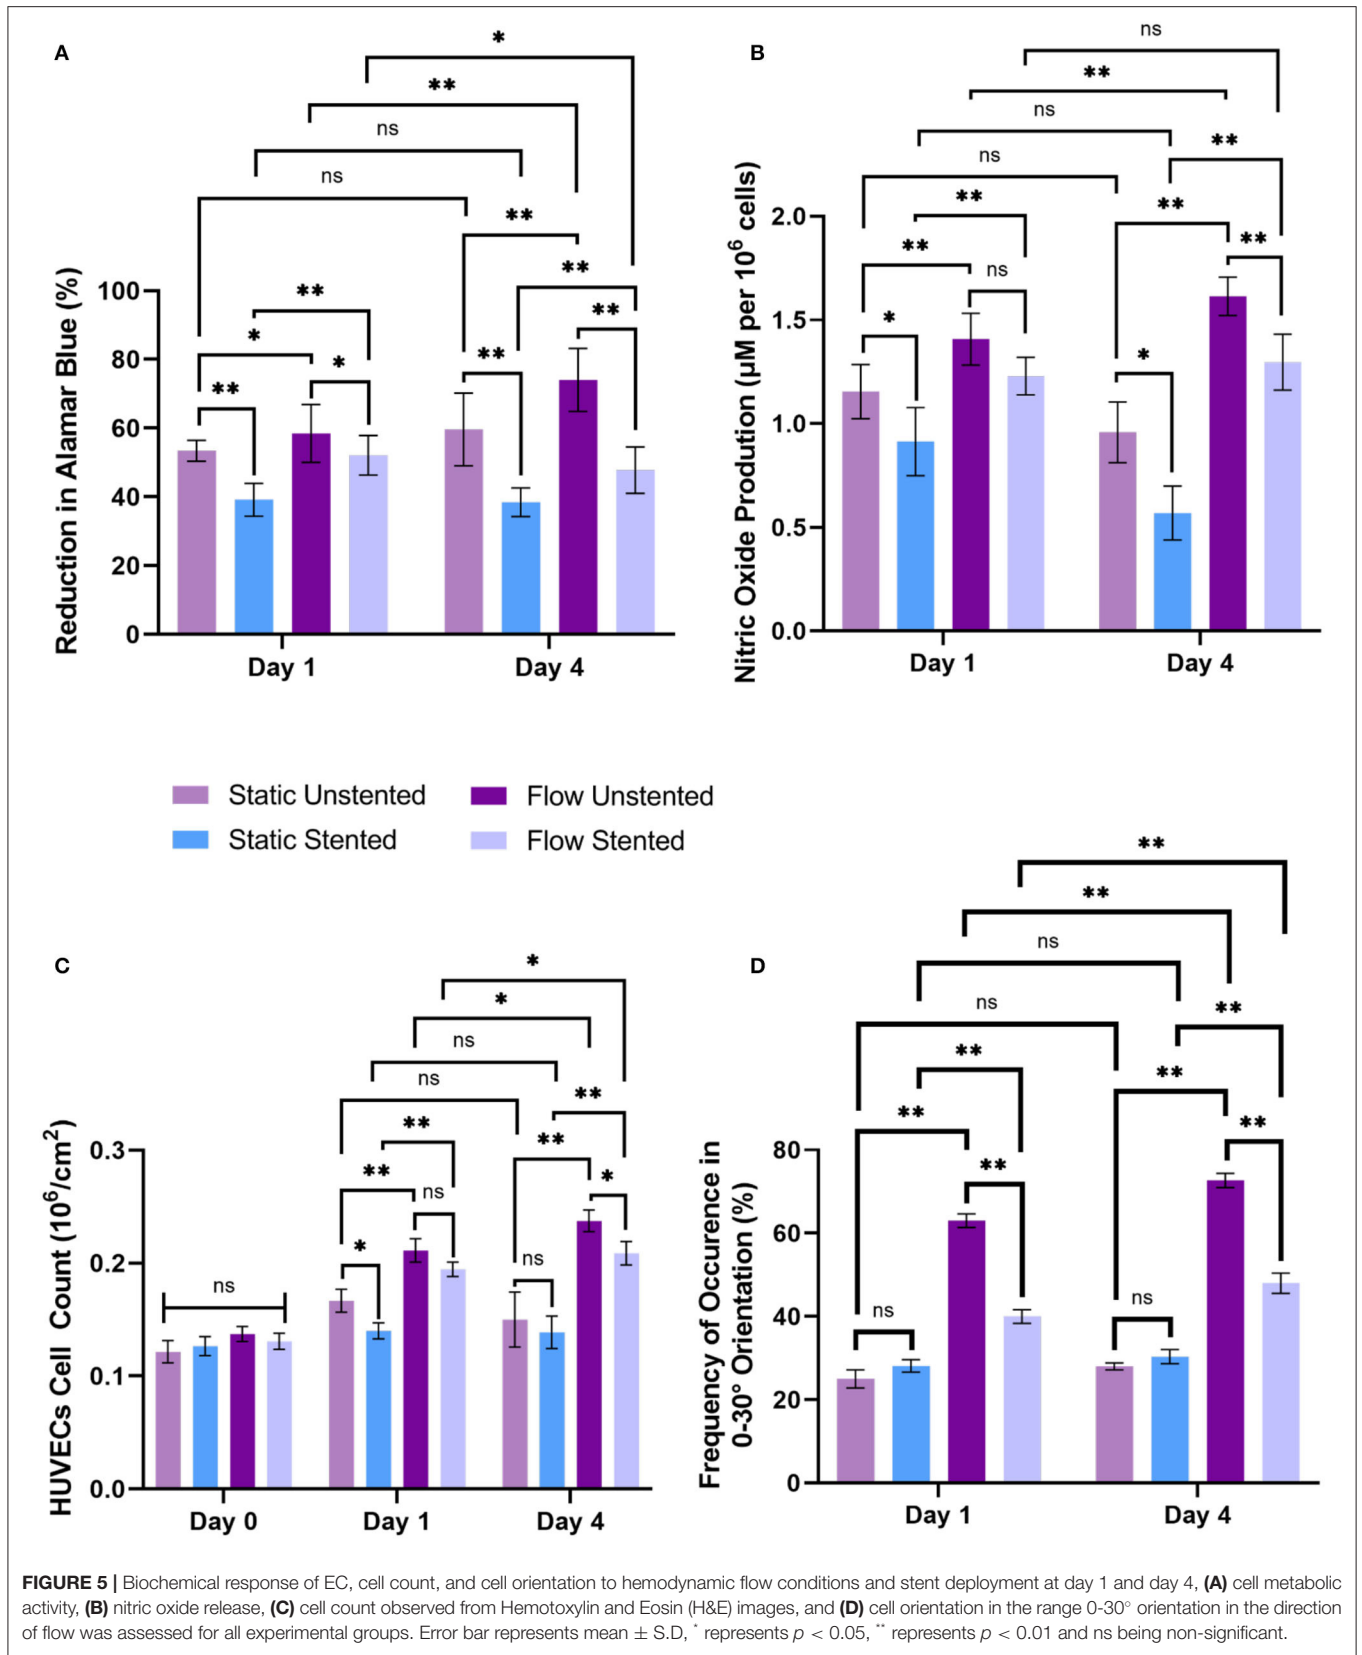 A
*
**
ns
ns
**
**
**
**
*
**
*
**
100
80
60
40
20
0
Reduction in Alamar Blue (%)
Day 1
Day 4
B
ns
**
ns
**
ns
**
**
**
**
ns
*
*
2.0
1.5
1.0
0.5
0.0
Nitric Oxide Prodution (µM per 10⁶ cells)
Day 1
Day 4
Static Unstented
Flow Unstented
Static Stented
Flow Stented
C
*
*
ns
ns
**
**
**
**
ns
*
*
ns
ns
0.3
0.2
0.1
0.0
HUVECs Cell Count (10⁶/cm²)
Day 0
Day 1
Day 4
D
**
**
ns
ns
**
**
**
**
**
**
ns
ns
80
60
40
20
0
Frequency of Occurence in
0-30° Orientation (%)
Day 1
Day 4
FIGURE 5 | Biochemical response of EC, cell count, and cell orientation to hemodynamic flow conditions and stent deployment at day 1 and day 4, (A) cell metabolic
activity, (B) nitric oxide release, (C) cell count observed from Hemotoxylin and Eosin (H&E) images, and (D) cell orientation in the range 0-30° orientation in the direction
of flow was assessed for all experimental groups. Error bar represents mean ± S.D, * represents p < 0.05, ** represents p < 0.01 and ns being non-significant.